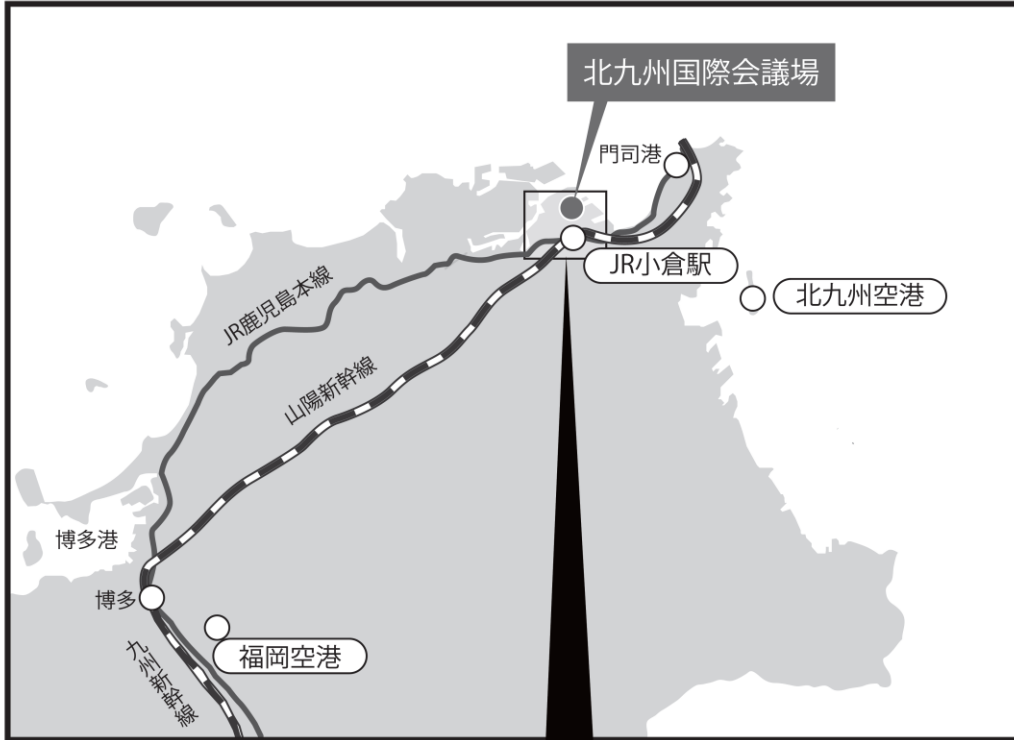 北九州国際会議場
門司港
JR小倉駅
北九州空港
JR鹿児島本線
山陽新幹線
博多港
博多
福岡空港
九州新幹線